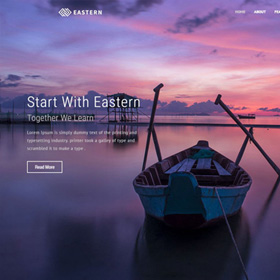 EASTERN
HOME ABOUT
Start With Eastern
Together We Learn
Lorem Ipsum is simply dummy text of the printing and
typesetting industry. printer took a galley of type and
scrambled it to make a type.
Read More